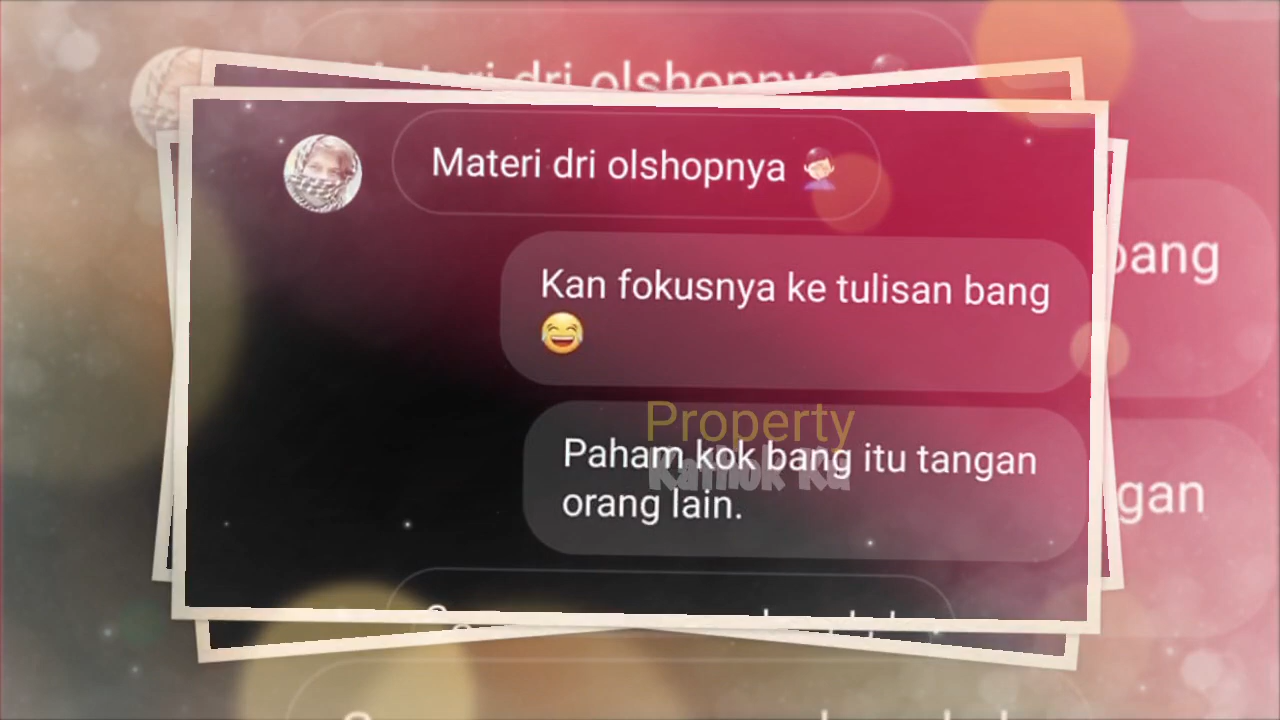 Materi dri olshopnya 🤦🏻‍♂️
Kan fokusnya ke tulisan bang
😂
Property
Paham kok bang itu tangan
orang lain.